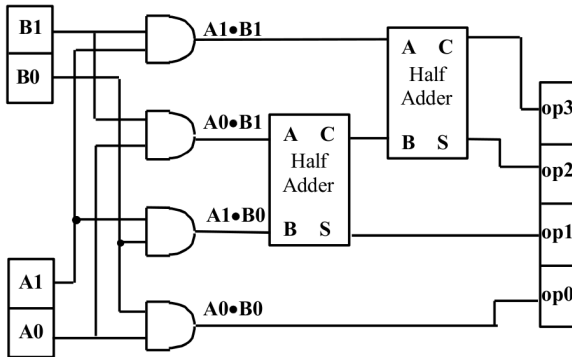 B1
B0
A1•B1
A C
Half
Adder
B S
op3
op2
op1
op0
A0•B1
A C
Half
Adder
B S
A1•B0
A1
A0
A0•B0